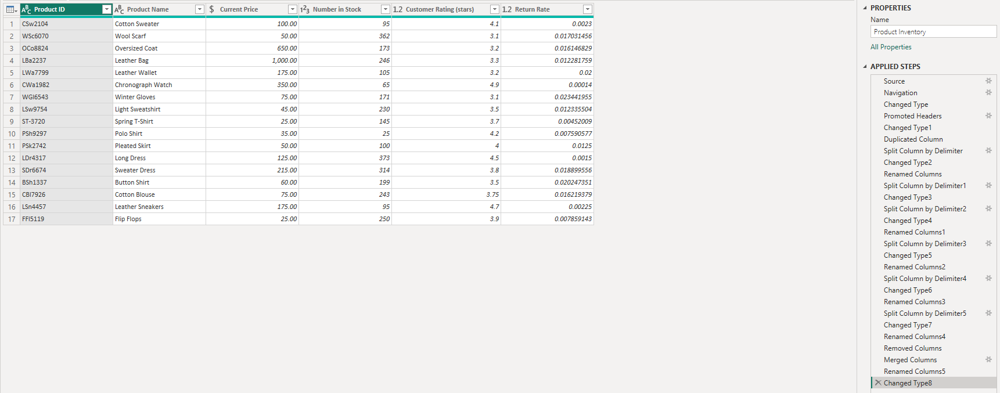 Product ID Product Name $ Current Price 1²3 Number in Stock 1.2 Customer Rating (stars) 1.2 Return Rate
1 CSw2104 Cotton Sweater 100.00 95 4.1 0.0023
2 WSc6070 Wool Scarf 50.00 362 3.1 0.017031456
3 OCo8824 Oversized Coat 650.00 173 3.2 0.016146829
4 LBa2237 Leather Bag 1,000.00 246 3.3 0.012281759
5 LWa7799 Leather Wallet 175.00 105 3.2 0.02
6 CWa1982 Chronograph Watch 350.00 65 4.9 0.00014
7 WGl6543 Winter Gloves 75.00 171 3.1 0.023441955
8 LSw9754 Light Sweatshirt 45.00 230 3.5 0.012335504
9 ST-3720 Spring T-Shirt 25.00 145 3.7 0.00452009
10 PSh9297 Polo Shirt 35.00 25 4.2 0.007590577
11 PSk2742 Pleated Skirt 50.00 100 4 0.0125
12 LDr4317 Long Dress 125.00 373 4.5 0.0015
13 SDr6674 Sweater Dress 215.00 314 3.8 0.018899556
14 BSh1337 Button Shirt 60.00 199 3.5 0.020247351
15 CBl7926 Cotton Blouse 75.00 243 3.75 0.016219379
16 LSn4457 Leather Sneakers 175.00 95 4.7 0.00225
17 FFl5119 Flip Flops 25.00 250 3.9 0.007859143
PROPERTIES
Name
Product Inventory
All Properties
APPLIED STEPS
Source
Navigation
Changed Type
Promoted Headers
Changed Type1
Duplicated Column
Split Column by Delimiter
Changed Type2
Renamed Columns
Split Column by Delimiter1
Changed Type3
Split Column by Delimiter2
Changed Type4
Renamed Columns1
Split Column by Delimiter3
Changed Type5
Renamed Columns2
Split Column by Delimiter4
Changed Type6
Renamed Columns3
Split Column by Delimiter5
Changed Type7
Renamed Columns4
Removed Columns
Merged Columns
Renamed Columns5
Changed Type8